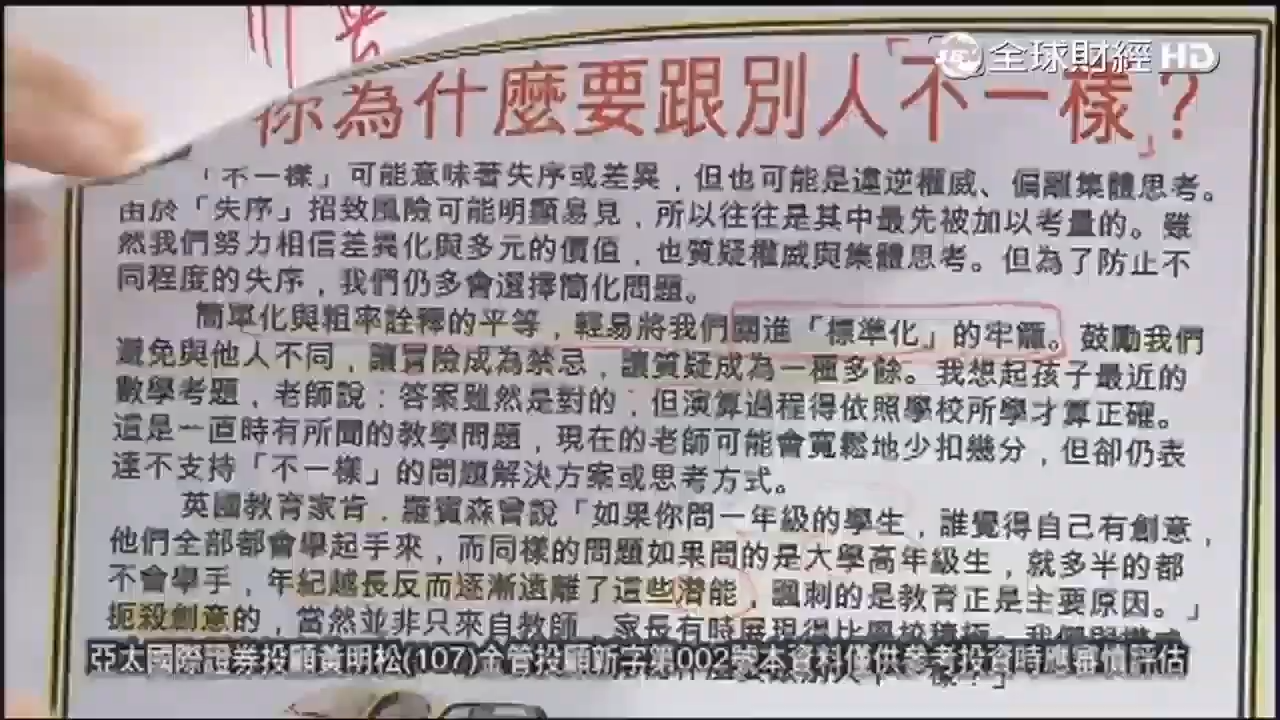 全球財經 HD
你為什麼要跟別人「不一樣」？
「不一樣」可能意味著失序或差異，但也可能是違逆權威、偏離集體思考。
由於「失序」招致風險可能明顯易見，所以往往是其中最先被加以考量的。雖
然我們努力相信差異化與多元的價值，也質疑權威與集體思考。但為了防止不
同程度的失序，我們仍多會選擇簡化問題。
簡單化與粗率詮釋的平等，輕易將我們關進「標準化」的牢籠。鼓勵我們
避免與他人不同，讓冒險成為禁忌，讓質疑成為一種多餘。我想起孩子最近的
數學考題，老師說：答案雖然是對的，但演算過程得依照學校所學才算正確。
這是一直時有所聞的教學問題，現在的老師可能會寬鬆地少扣幾分，但卻仍表
達不支持「不一樣」的問題解決方案或思考方式。
英國教育家肯．羅賓森曾說「如果你問一年級的學生，誰覺得自己有創意，
他們全部都會舉起手來，而同樣的問題如果問的是大學高年級生，就多半的都
不會舉手，年紀越長反而逐漸遠離了這些潛能，諷刺的是教育正是主要原因。」
扼殺創意的，當然並非只來自教師，家長有時展現得比學校積極。我們
亞太國際證券投顧黃明松(107)金管投顧新字第002號本資料僅供參考投資時應審慎評估